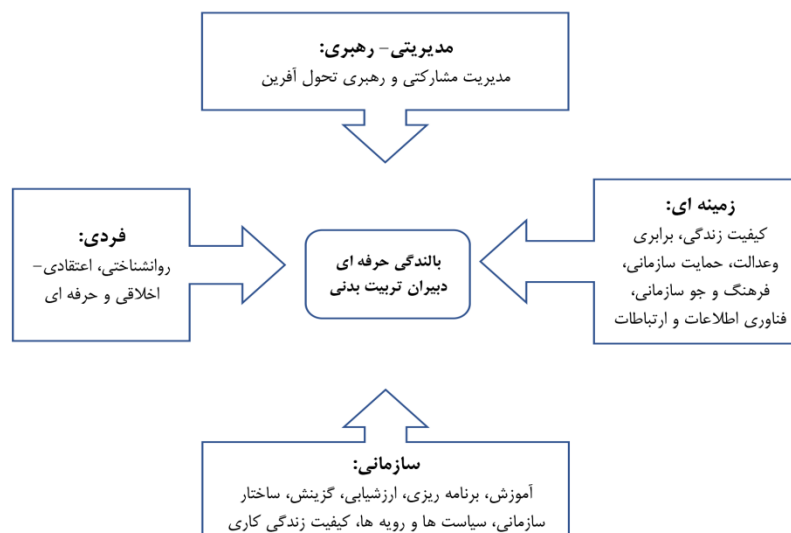 مدیریتی- رهبری:
مدیریت مشارکتی و رهبری تحول آفرین
زمینه ای:
کیفیت زندگی، برابری
وعدالت، حمایت سازمانی،
فرهنگ و جو سازمانی،
فناوری اطلاعات و ارتباطات
بالندگی حرفه ای
دبیران تربیت بدنی
فردی:
روانشناختی، اعتقادی-
اخلاقی و حرفه ای
سازمانی:
آموزش، برنامه ریزی، ارزشیابی، گزینش، ساختار
سازمانی، سیاست ها و رویه ها، کیفیت زندگی کاری